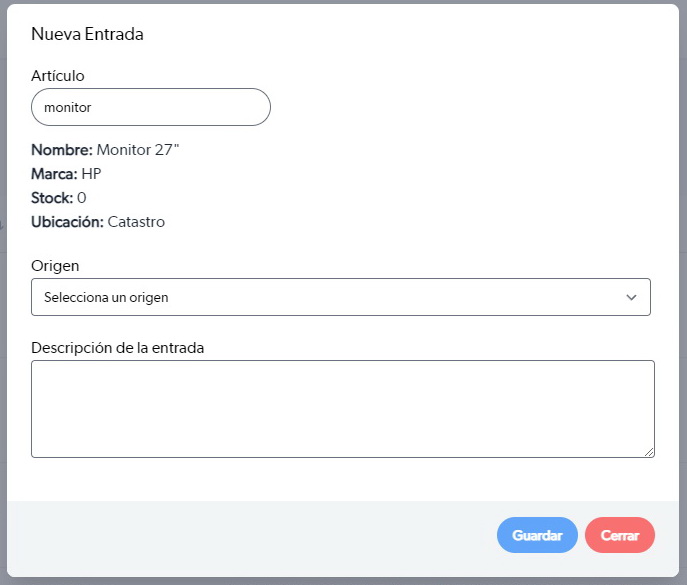 Nueva Entrada
Artículo
monitor
Nombre: Monitor 27"
Marca: HP
Stock: 0
Ubicación: Catastro
Origen
Selecciona un origen
Descripción de la entrada
Guardar Cerrar